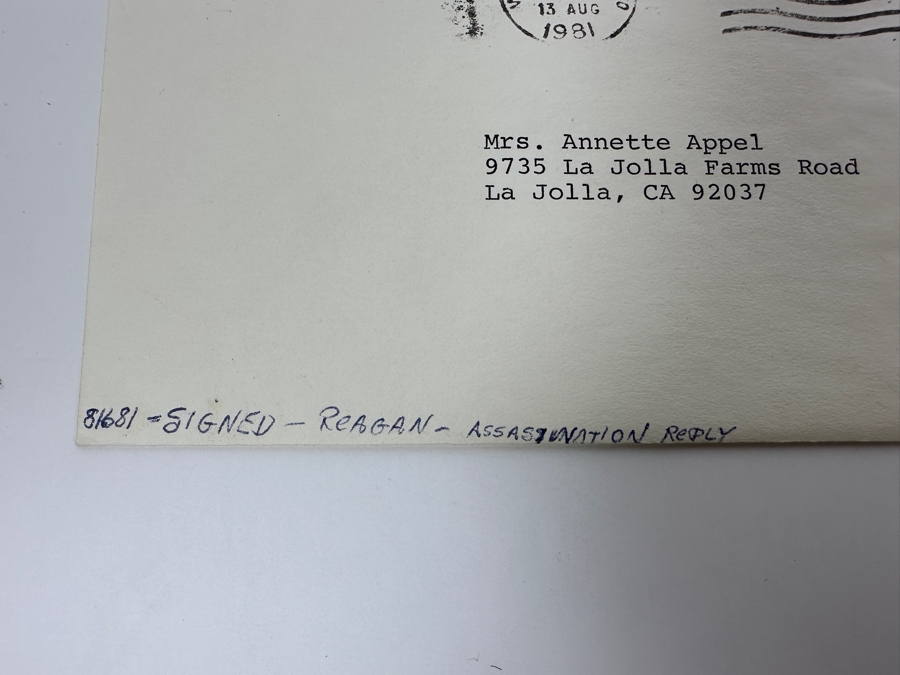 13 AUG
1981
Mrs. Annette Appel
9735 La Jolla Farms Road
La Jolla, CA 92037
81681 - SIGNED - REAGAN - ASSASSINATION REPLY